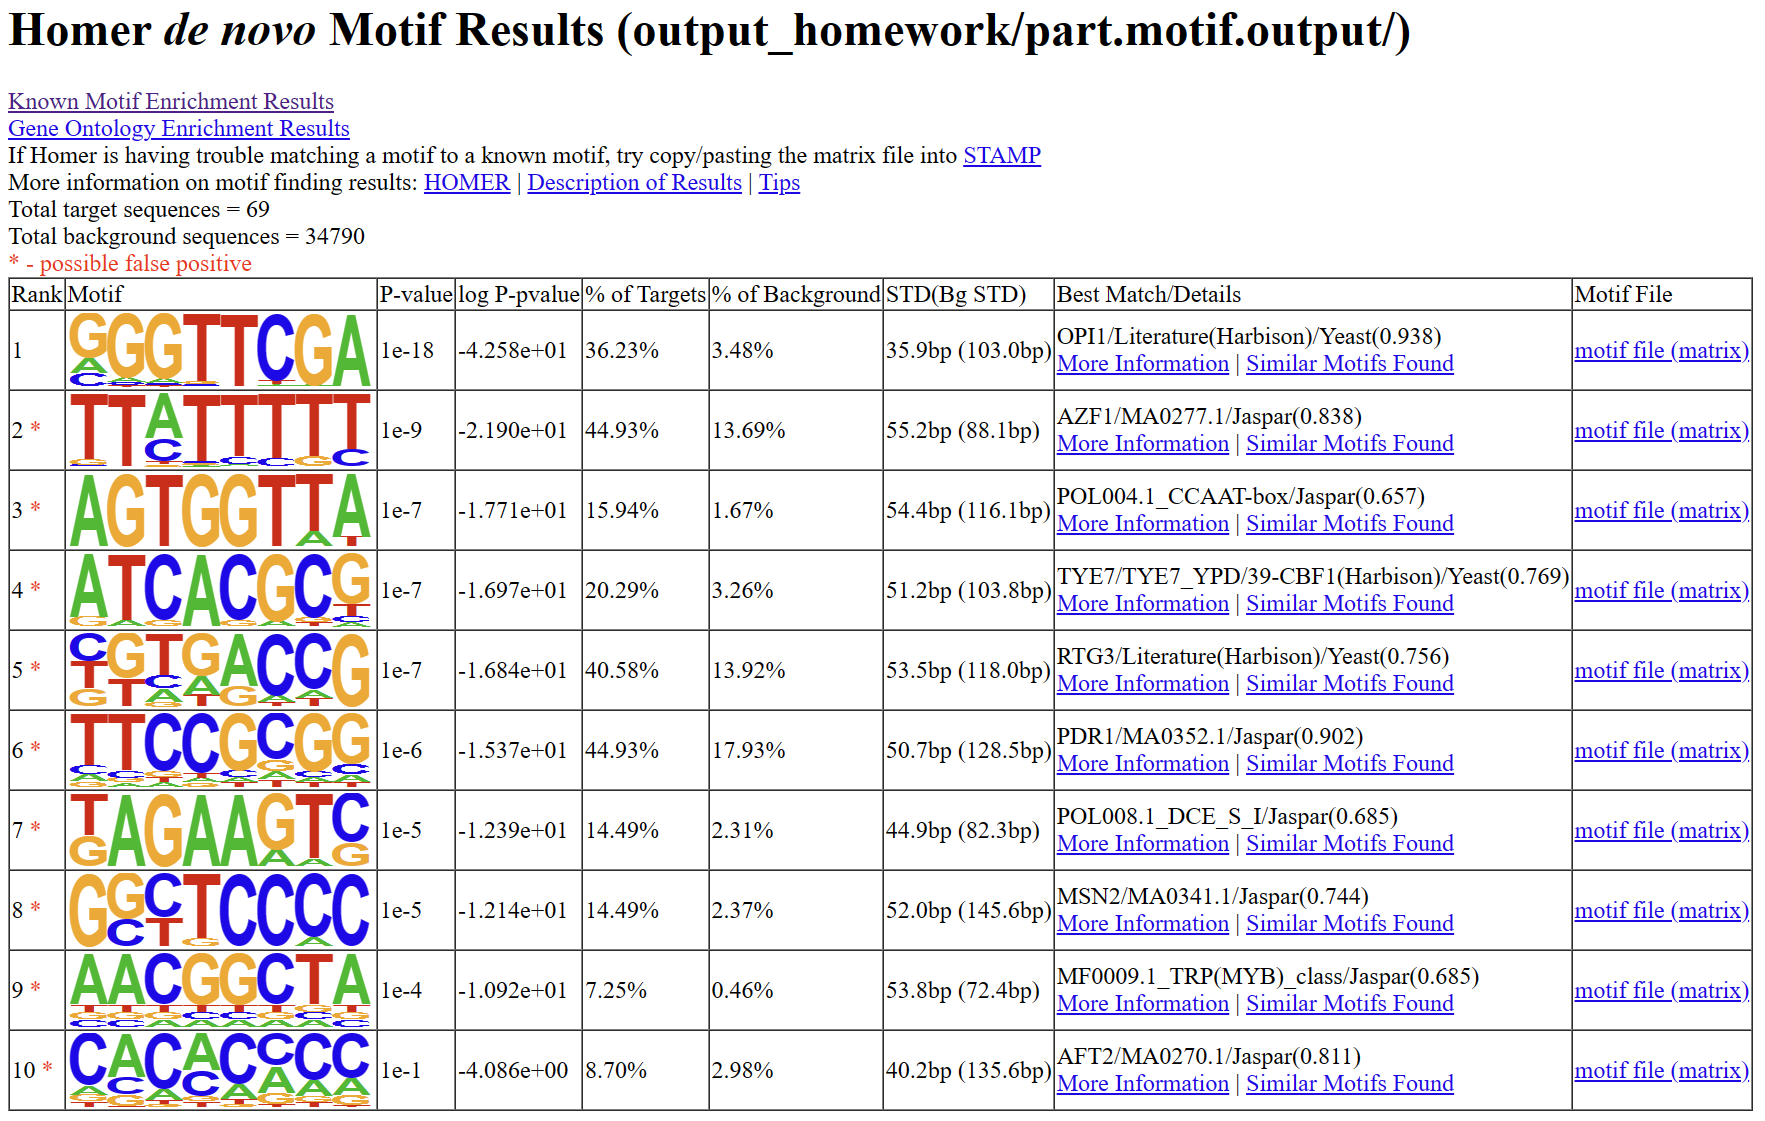 Homer de novo Motif Results (output_homework/part.motif.output/)
Known Motif Enrichment Results
Gene Ontology Enrichment Results
If Homer is having trouble matching a motif to a known motif, try copy/pasting the matrix file into STAMP
More information on motif finding results: HOMER | Description of Results | Tips
Total target sequences = 69
Total background sequences = 34790
* - possible false positive
Rank Motif P-value log P-pvalue % of Targets % of Background STD(Bg STD) Best Match/Details Motif File
1 GGGTTCGA 1e-18 -4.258e+01 36.23% 3.48% 35.9bp (103.0bp) OPI1/Literature(Harbison)/Yeast(0.938)
More Information | Similar Motifs Found motif file (matrix)
2 * TTATTTTT 1e-9 -2.190e+01 44.93% 13.69% 55.2bp (88.1bp) AZF1/MA0277.1/Jaspar(0.838)
More Information | Similar Motifs Found motif file (matrix)
3 * AGTGGTTA 1e-7 -1.771e+01 15.94% 1.67% 54.4bp (116.1bp) POL004.1_CCAAT-box/Jaspar(0.657)
More Information | Similar Motifs Found motif file (matrix)
4 * ATCACGCG 1e-7 -1.697e+01 20.29% 3.26% 51.2bp (103.8bp) TYE7/TYE7_YPD/39-CBF1(Harbison)/Yeast(0.769)
More Information | Similar Motifs Found motif file (matrix)
5 * CGTGACCG 1e-7 -1.684e+01 40.58% 13.92% 53.5bp (118.0bp) RTG3/Literature(Harbison)/Yeast(0.756)
More Information | Similar Motifs Found motif file (matrix)
6 * TTCCGCGG 1e-6 -1.537e+01 44.93% 17.93% 50.7bp (128.5bp) PDR1/MA0352.1/Jaspar(0.902)
More Information | Similar Motifs Found motif file (matrix)
7 * TAGAAGTC 1e-5 -1.239e+01 14.49% 2.31% 44.9bp (82.3bp) POL008.1_DCE_S_I/Jaspar(0.685)
More Information | Similar Motifs Found motif file (matrix)
8 * GGCTCCCC 1e-5 -1.214e+01 14.49% 2.37% 52.0bp (145.6bp) MSN2/MA0341.1/Jaspar(0.744)
More Information | Similar Motifs Found motif file (matrix)
9 * AACGGCTA 1e-4 -1.092e+01 7.25% 0.46% 53.8bp (72.4bp) MF0009.1_TRP(MYB)_class/Jaspar(0.685)
More Information | Similar Motifs Found motif file (matrix)
10 * CACACCCC 1e-1 -4.086e+00 8.70% 2.98% 40.2bp (135.6bp) AFT2/MA0270.1/Jaspar(0.811)
More Information | Similar Motifs Found motif file (matrix)